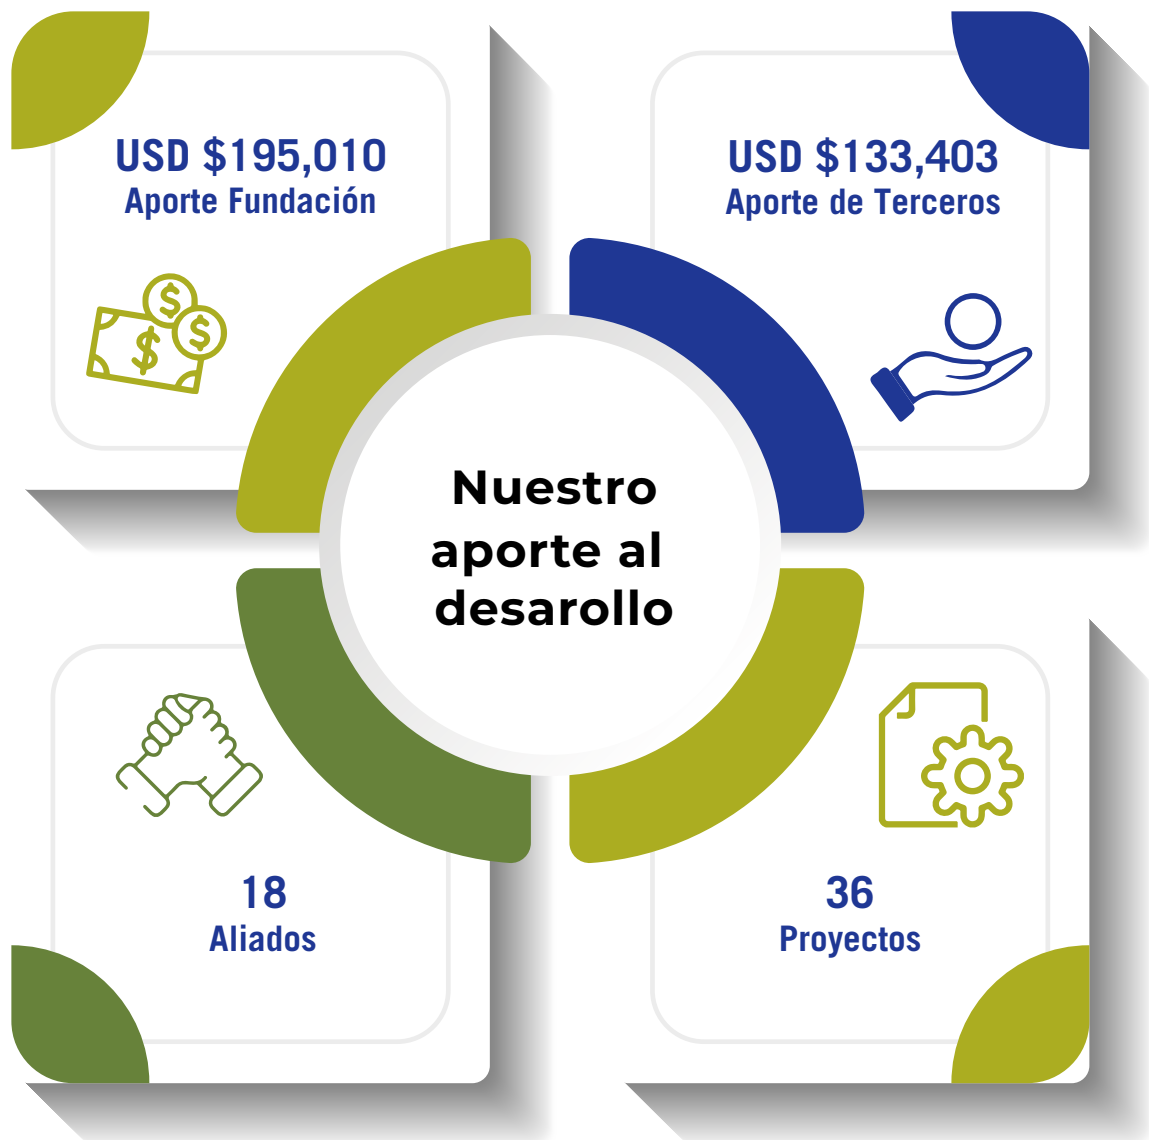 USD $195,010
Aporte Fundación
USD $133,403
Aporte de Terceros
Nuestro
aporte al
desarollo
18
Aliados
36
Proyectos